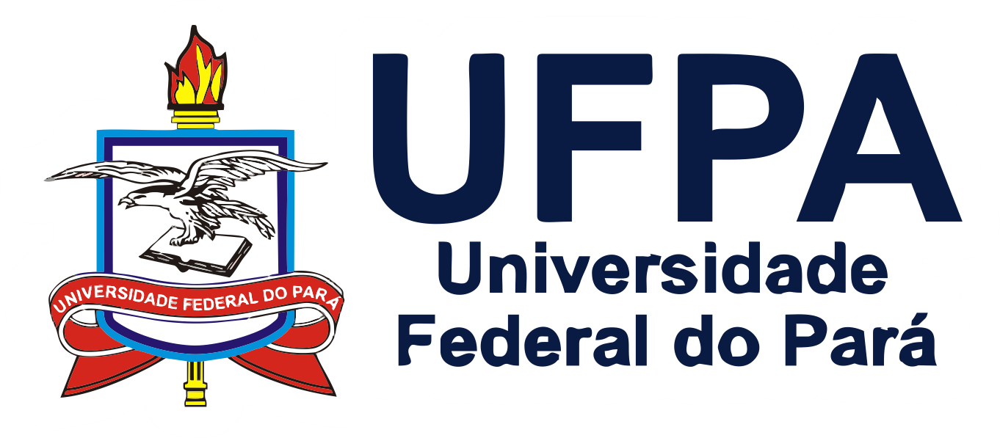 UNIVERSIDADE FEDERAL DO PARÁ
UFPA
Universidade
Federal do Pará